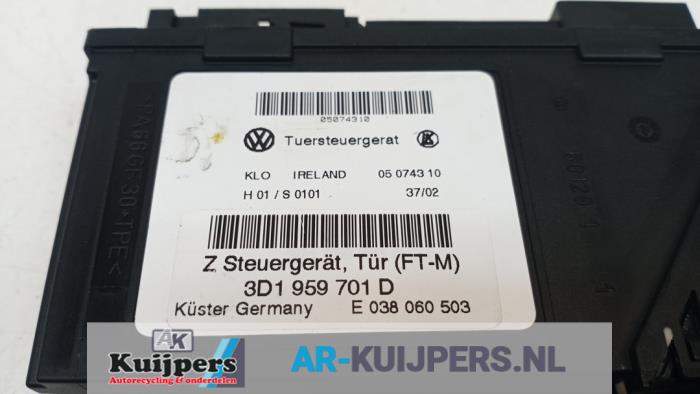 05074310
Tuersteuergerat
KLO IRELAND 05 0743 10
H 01 / S 0101 37/02
Z Steuergerät, Tür (FT-M)
3D1 959 701 D
Küster Germany E 038 060 503
>PA66GF30+TPE<
AK
Kuijpers
Autorecycling & onderdelen
AR-KUIJPERS.NL